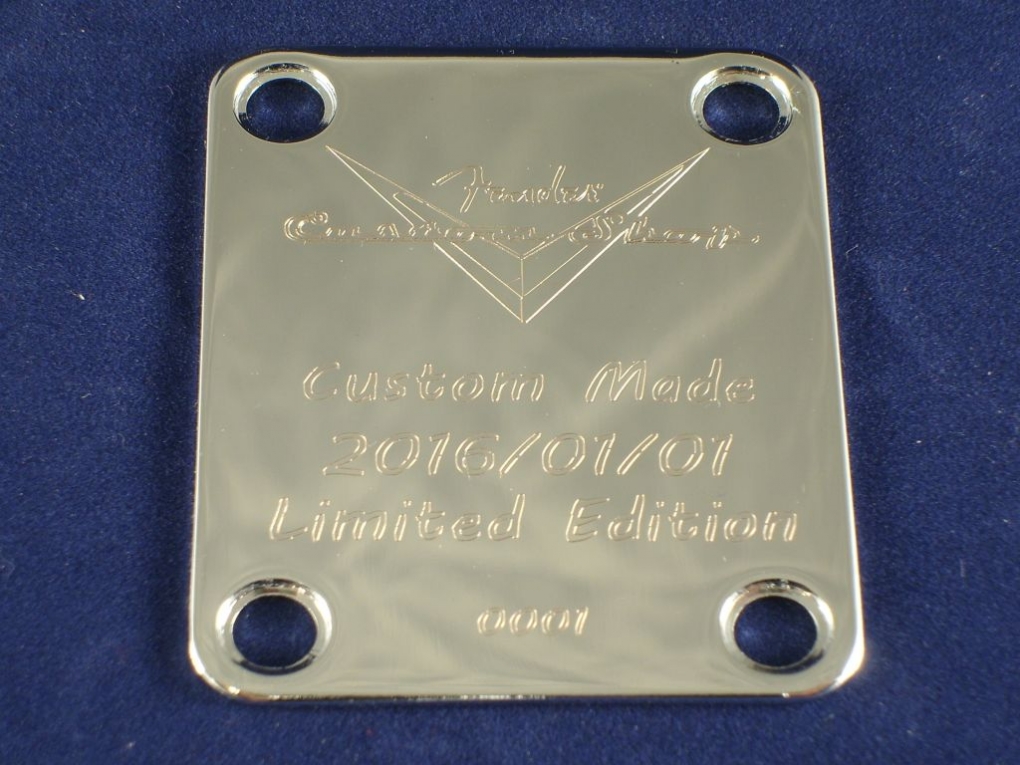 Fender
Custom Shop
Custom Made
2016/01/01
Limited Edition
0001